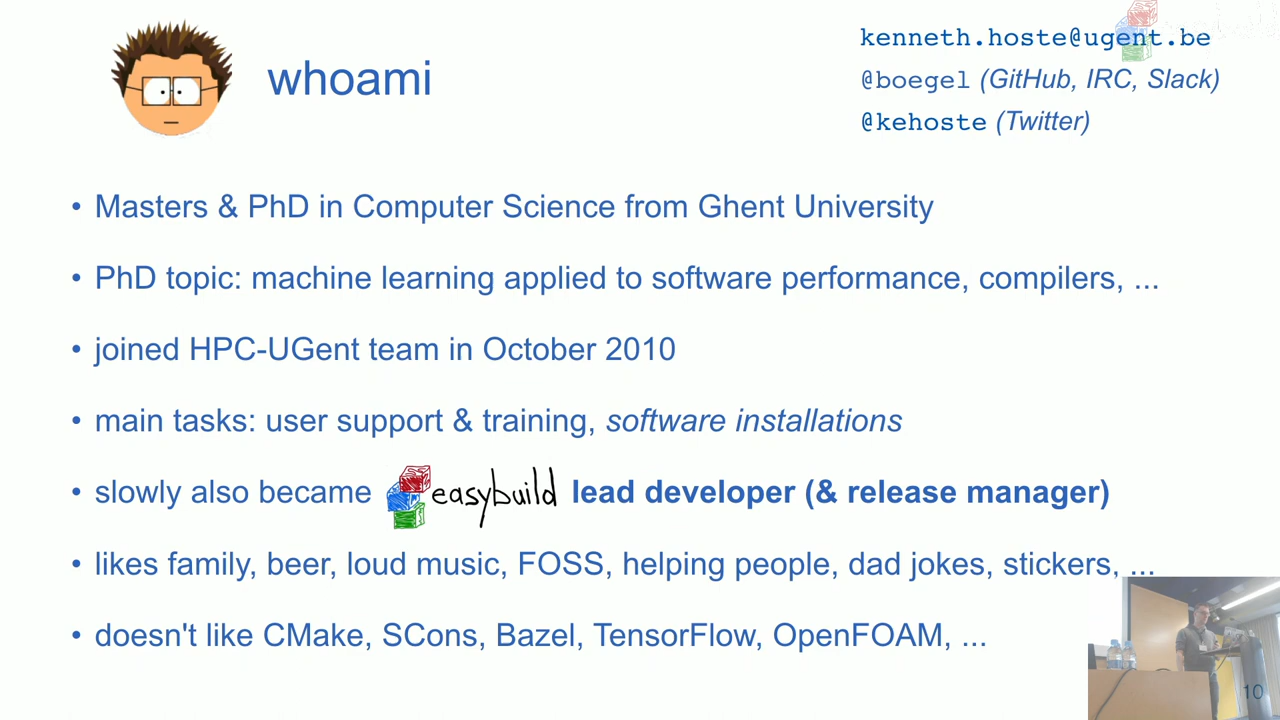 whoami
kenneth.hoste@ugent.be
@boegel (GitHub, IRC, Slack)
@kehoste (Twitter)
• Masters & PhD in Computer Science from Ghent University
• PhD topic: machine learning applied to software performance, compilers, ...
• joined HPC-UGent team in October 2010
• main tasks: user support & training, software installations
• slowly also became easybuild lead developer (& release manager)
• likes family, beer, loud music, FOSS, helping people, dad jokes, stickers, ...
• doesn't like CMake, SCons, Bazel, TensorFlow, OpenFOAM, ...
10